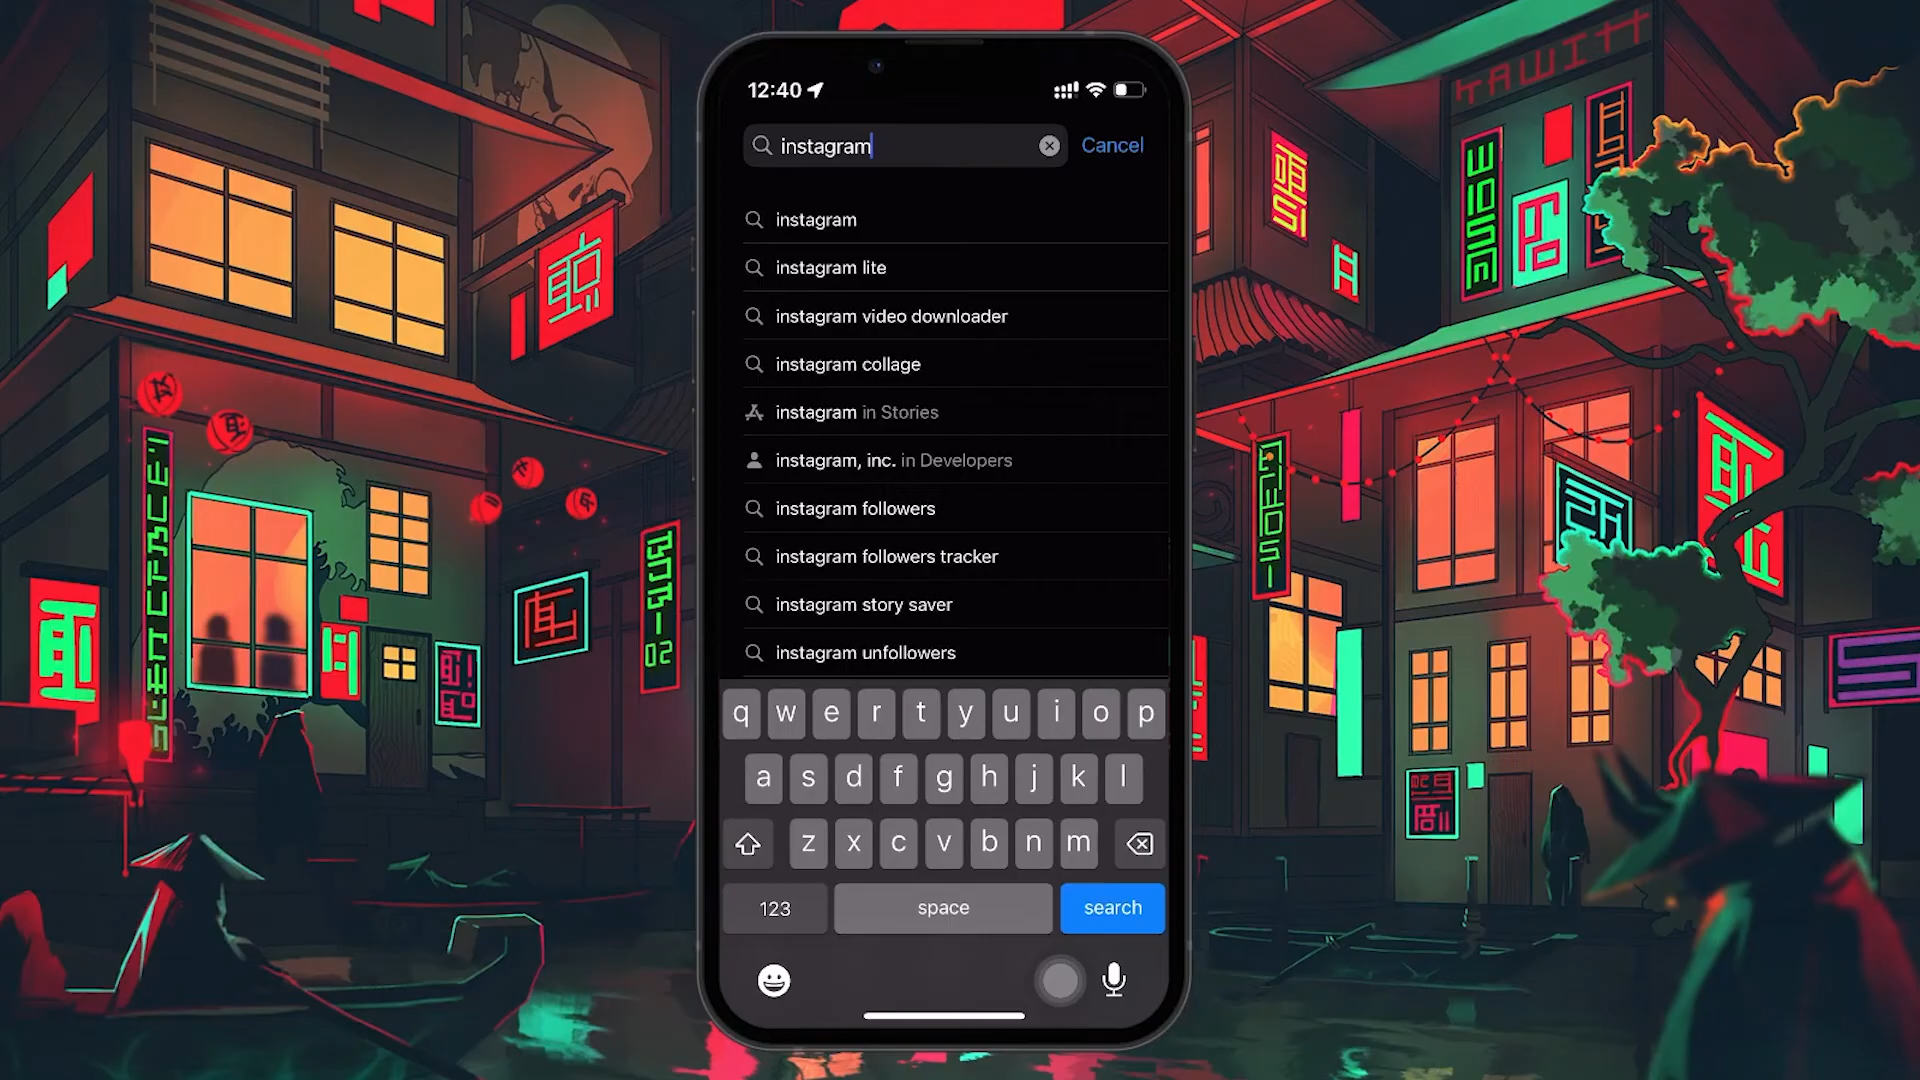 12:40
instagram
Cancel
instagram
instagram lite
instagram video downloader
instagram collage
instagram in Stories
instagram, inc. in Developers
instagram followers
instagram followers tracker
instagram story saver
instagram unfollowers
q w e r t y u i o p
a s d f g h j k l
z x c v b n m
123 space search